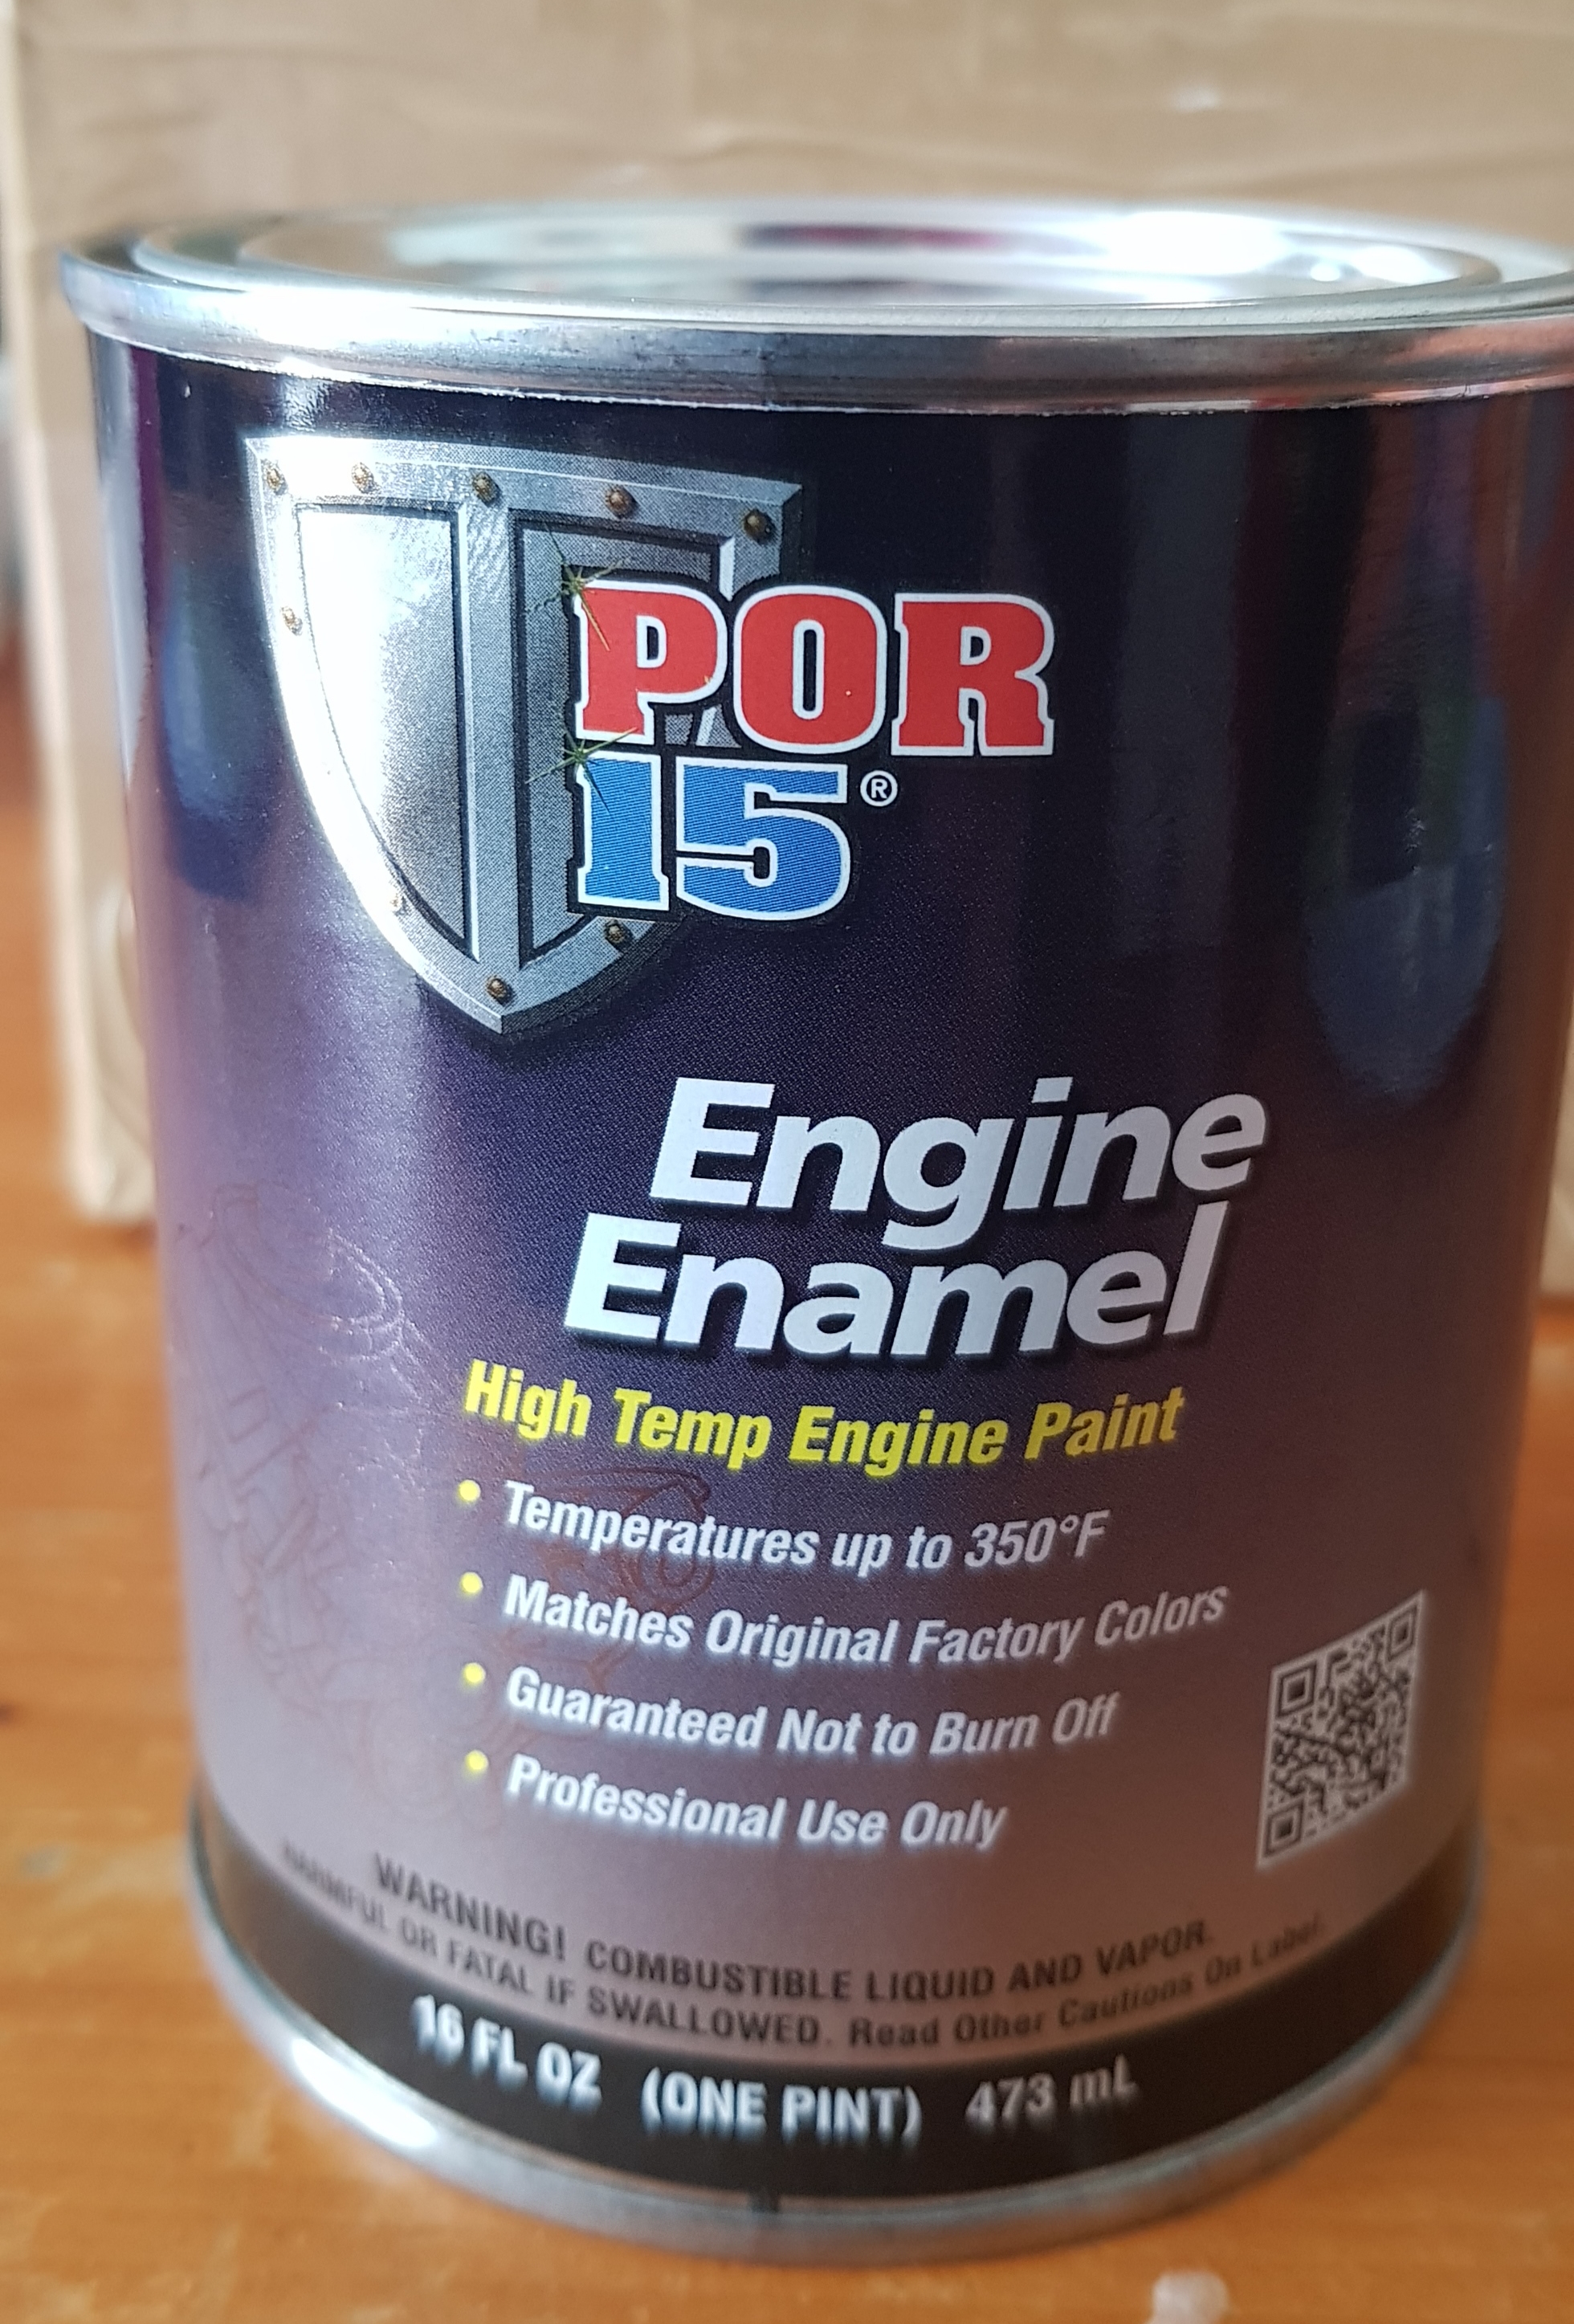 POR
15®
Engine
Enamel
High Temp Engine Paint
• Temperatures up to 350°F
• Matches Original Factory Colors
• Guaranteed Not to Burn Off
• Professional Use Only
WARNING! COMBUSTIBLE LIQUID AND VAPOR.
HARMFUL OR FATAL IF SWALLOWED. Read Other Cautions On Label.
16 FL OZ (ONE PINT) 473 mL